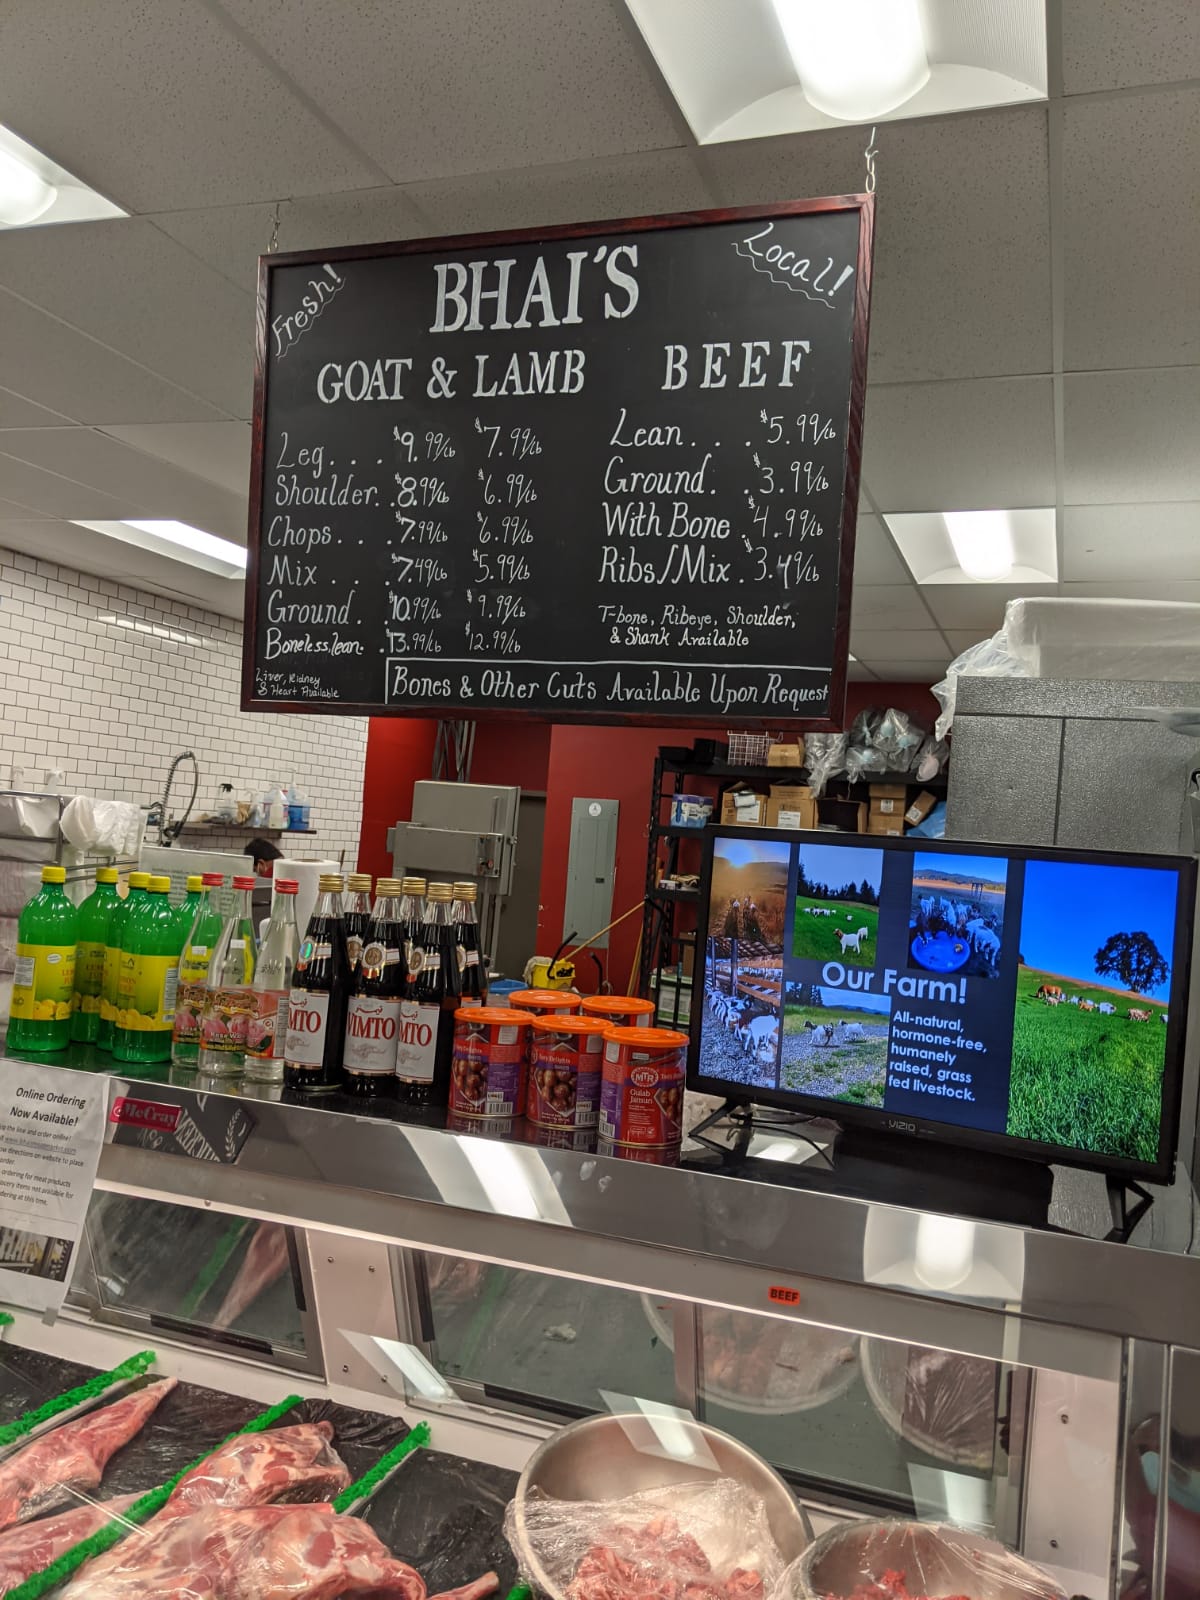 Fresh!
BHAI'S
Local!
GOAT & LAMB
Leg. . . . $9.99/lb $7.99/lb
Shoulder. . $8.99/lb $6.99/lb
Chops. . . . $7.99/lb $6.99/lb
Mix . . . $7.49/lb $5.99/lb
Ground. . $10.99/lb $9.99/lb
Boneless, lean. . $13.99/lb $12.99/lb
Liver, Kidney
& Heart Available
BEEF
Lean. . . . $5.99/lb
Ground. . $3.99/lb
With Bone . $4.99/lb
Ribs/Mix . $3.49/lb
T-bone, Ribeye, Shoulder,
& Shank Available
Bones & Other Cuts Available Upon Request
Our Farm!
All-natural,
hormone-free,
humanely
raised, grass
fed livestock.
VIZIO
VIMTO
VIMTO
MTR
Gulab
Jamun
Online Ordering
Now Available!
McCray
BEEF